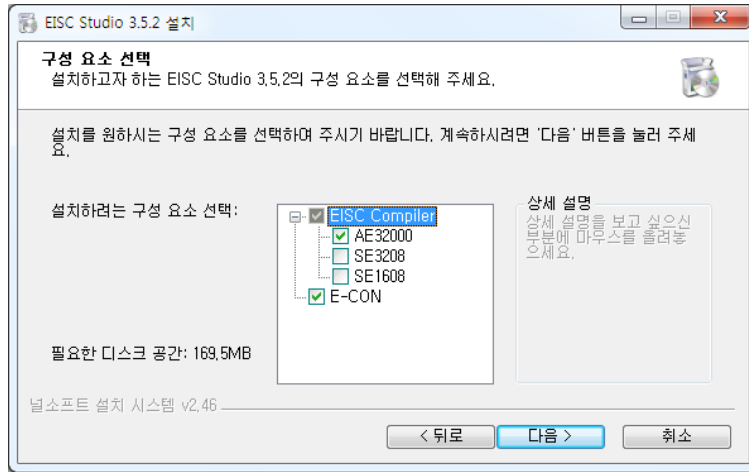 EISC Studio 3.5.2 설치
구성 요소 선택
설치하고자 하는 EISC Studio 3.5.2의 구성 요소를 선택해 주세요.
설치를 원하시는 구성 요소를 선택하여 주시기 바랍니다. 계속하시려면 '다음' 버튼을 눌러 주세
요.
설치하려는 구성 요소 선택:
EISC Compiler
AE32000
SE3208
SE1608
E-CON
상세 설명
상세 설명을 보고 싶으신
부분에 마우스를 올려놓
으세요.
필요한 디스크 공간: 169.5MB
널소프트 설치 시스템 v2.46
< 뒤로
다음 >
취소